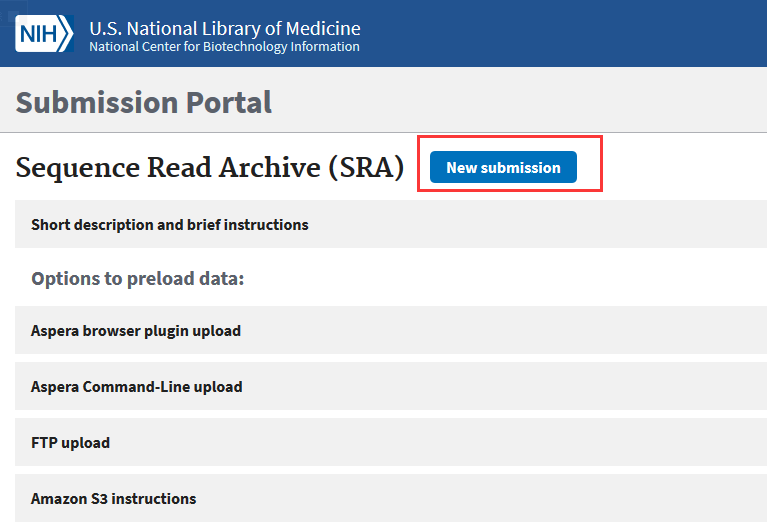 NIH
U.S. National Library of Medicine
National Center for Biotechnology Information
Submission Portal
Sequence Read Archive (SRA)
New submission
Short description and brief instructions
Options to preload data:
Aspera browser plugin upload
Aspera Command-Line upload
FTP upload
Amazon S3 instructions